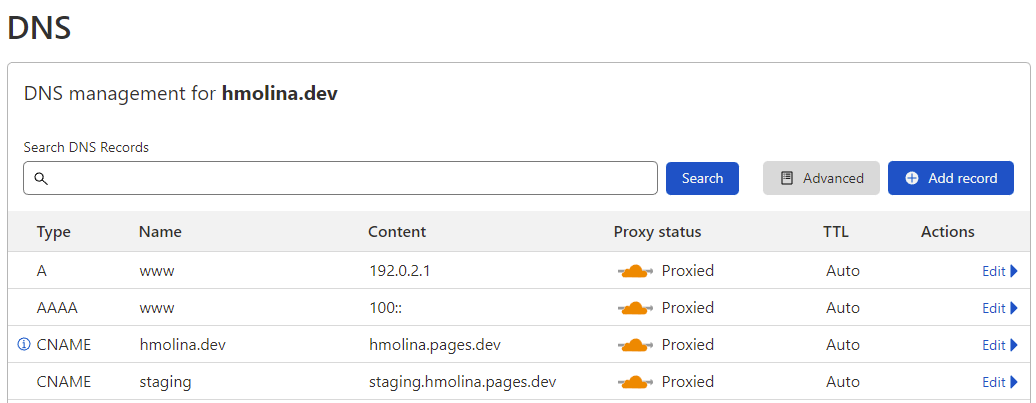 DNS
DNS management for hmolina.dev
Search DNS Records
Search Advanced Add record
Type Name Content Proxy status TTL Actions
A www 192.0.2.1 Proxied Auto Edit
AAAA www 100:: Proxied Auto Edit
CNAME hmolina.dev hmolina.pages.dev Proxied Auto Edit
CNAME staging staging.hmolina.pages.dev Proxied Auto Edit